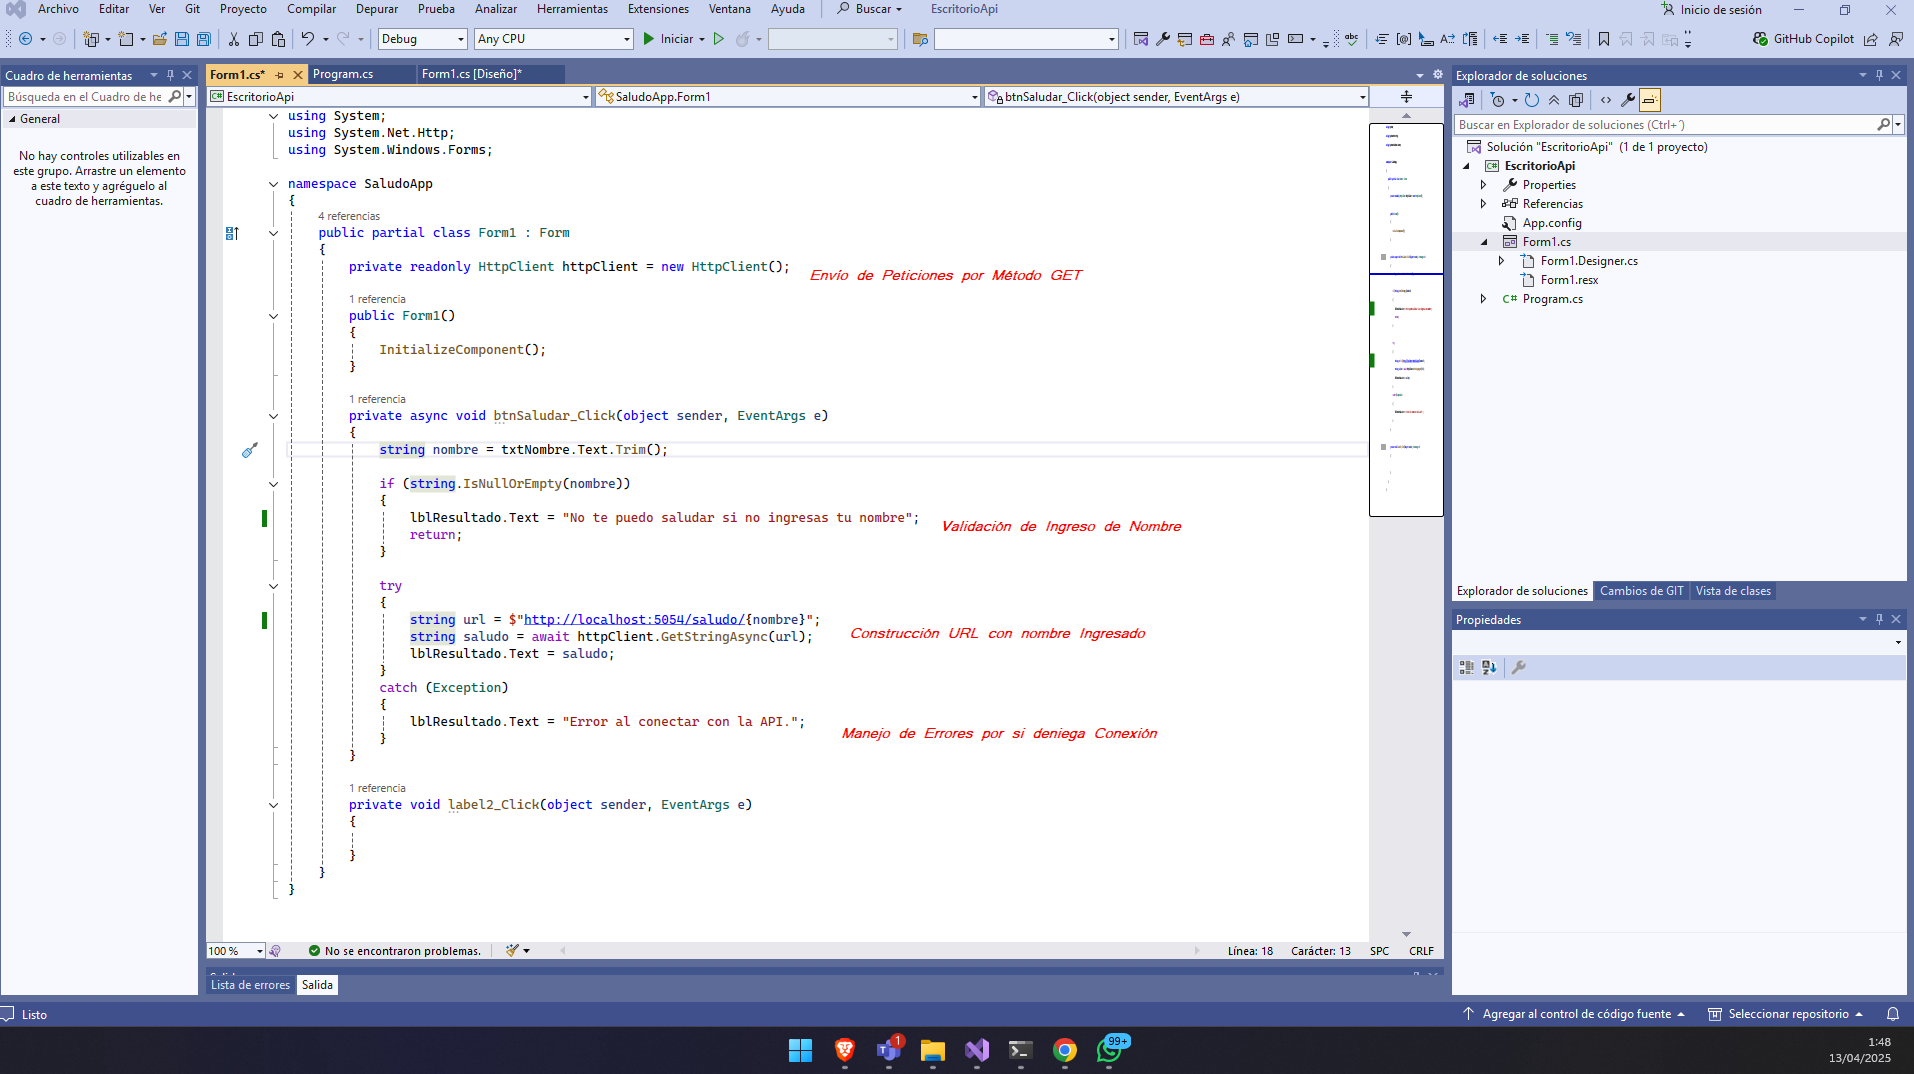 Archivo Editar Ver Git Proyecto Compilar Depurar Prueba Analizar Herramientas Extensiones Ventana Ayuda Buscar EscritorioApi Inicio de sesión
Debug Any CPU Iniciar GitHub Copilot
Cuadro de herramientas
Búsqueda en el Cuadro de he
General
No hay controles utilizables en
este grupo. Arrastre un elemento
a este texto y agréguelo al
cuadro de herramientas.
Form1.cs* Program.cs Form1.cs [Diseño]*
EscritorioApi SaludoApp.Form1 btnSaludar_Click(object sender, EventArgs e)
using System;
using System.Net.Http;
using System.Windows.Forms;
namespace SaludoApp
{
4 referencias
public partial class Form1 : Form
{
private readonly HttpClient httpClient = new HttpClient();
Envío de Peticiones por Método GET
1 referencia
public Form1()
{
InitializeComponent();
}
1 referencia
private async void btnSaludar_Click(object sender, EventArgs e)
{
string nombre = txtNombre.Text.Trim();
if (string.IsNullOrEmpty(nombre))
{
lblResultado.Text = "No te puedo saludar si no ingresas tu nombre";
Validación de Ingreso de Nombre
return;
}
try
{
string url = $"http://localhost:5054/saludo/{nombre}";
string saludo = await httpClient.GetStringAsync(url);
Construcción URL con nombre Ingresado
lblResultado.Text = saludo;
}
catch (Exception)
{
lblResultado.Text = "Error al conectar con la API.";
Manejo de Errores por si deniega Conexión
}
}
1 referencia
private void label2_Click(object sender, EventArgs e)
{
}
}
}
100 % No se encontraron problemas. Línea: 18 Carácter: 13 SPC CRLF
Lista de errores Salida
Explorador de soluciones
Buscar en Explorador de soluciones (Ctrl+´)
Solución "EscritorioApi" (1 de 1 proyecto)
EscritorioApi
Properties
Referencias
App.config
Form1.cs
Form1.Designer.cs
Form1.resx
C# Program.cs
Explorador de soluciones Cambios de GIT Vista de clases
Propiedades
Listo Agregar al control de código fuente Seleccionar repositorio
1 99+
1:48
13/04/2025